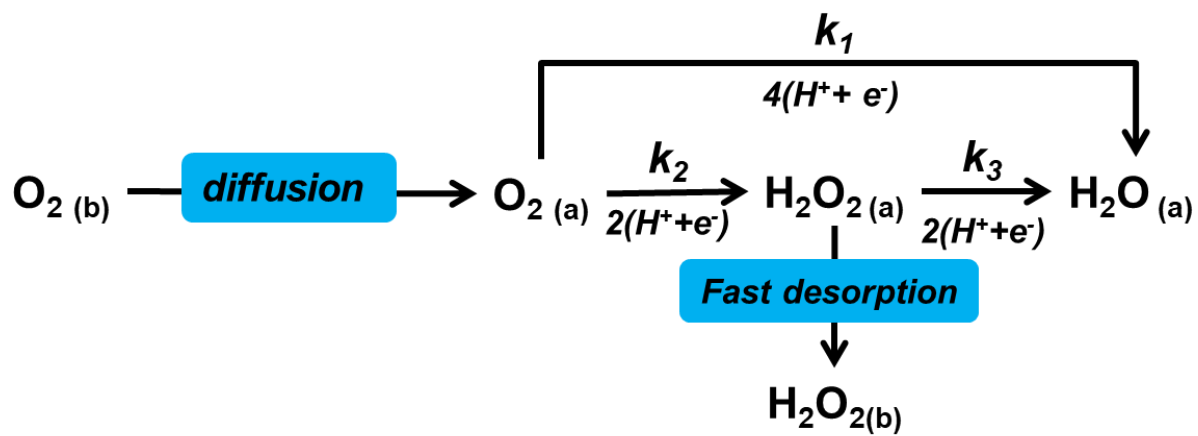 k₁
4(H⁺+ e⁻)
O₂ (b) diffusion O₂ (a) k₂ H₂O₂ (a) k₃ H₂O (a)
2(H⁺+e⁻) 2(H⁺+e⁻)
Fast desorption
H₂O₂(b)